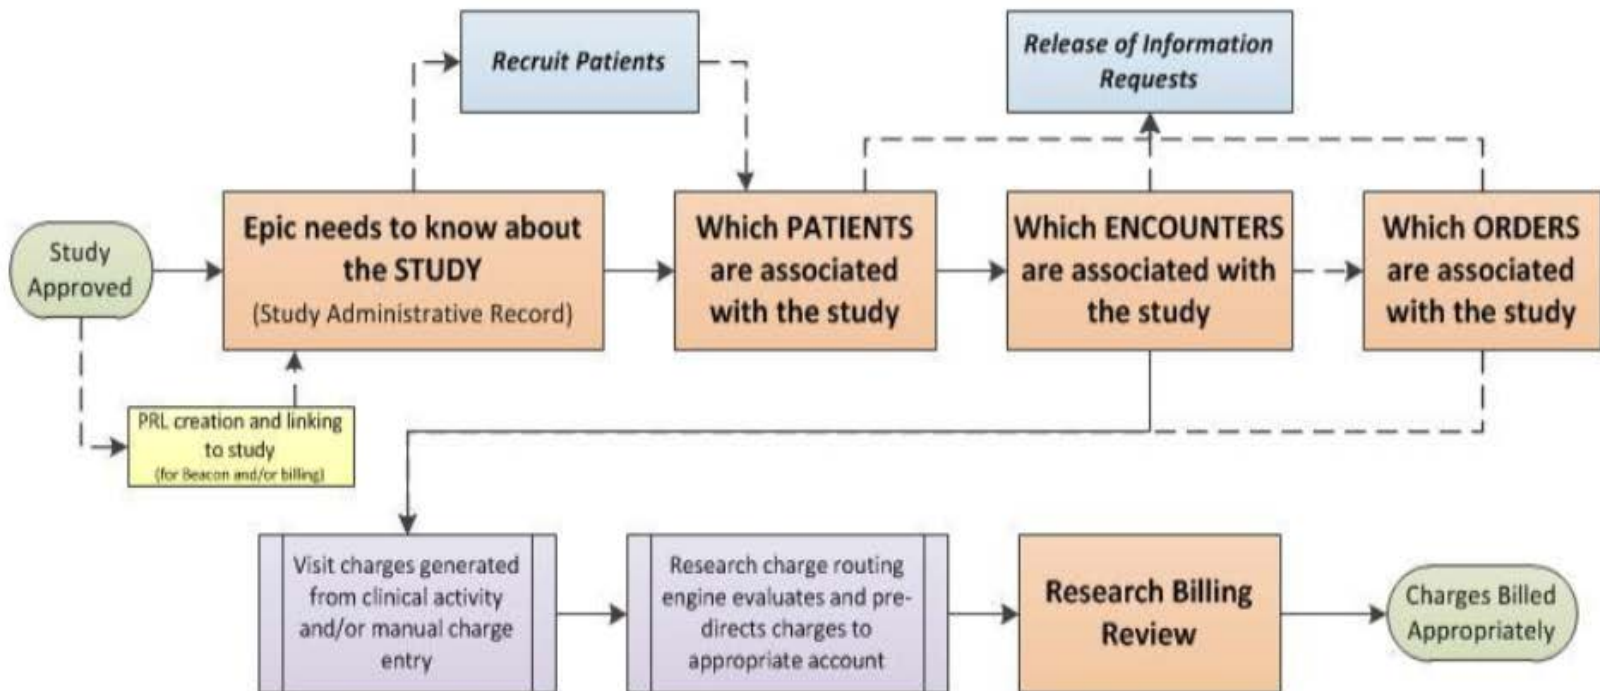 Recruit Patients
Release of Information
Requests
Study
Approved
Epic needs to know about
the STUDY
(Study Administrative Record)
Which PATIENTS
are associated
with the study
Which ENCOUNTERS
are associated with
the study
Which ORDERS
are associated
with the study
PRL creation and linking
to study
(for Beacon and/or billing)
Visit charges generated
from clinical activity
and/or manual charge
entry
Research charge routing
engine evaluates and pre-
directs charges to
appropriate account
Research Billing
Review
Charges Billed
Appropriately